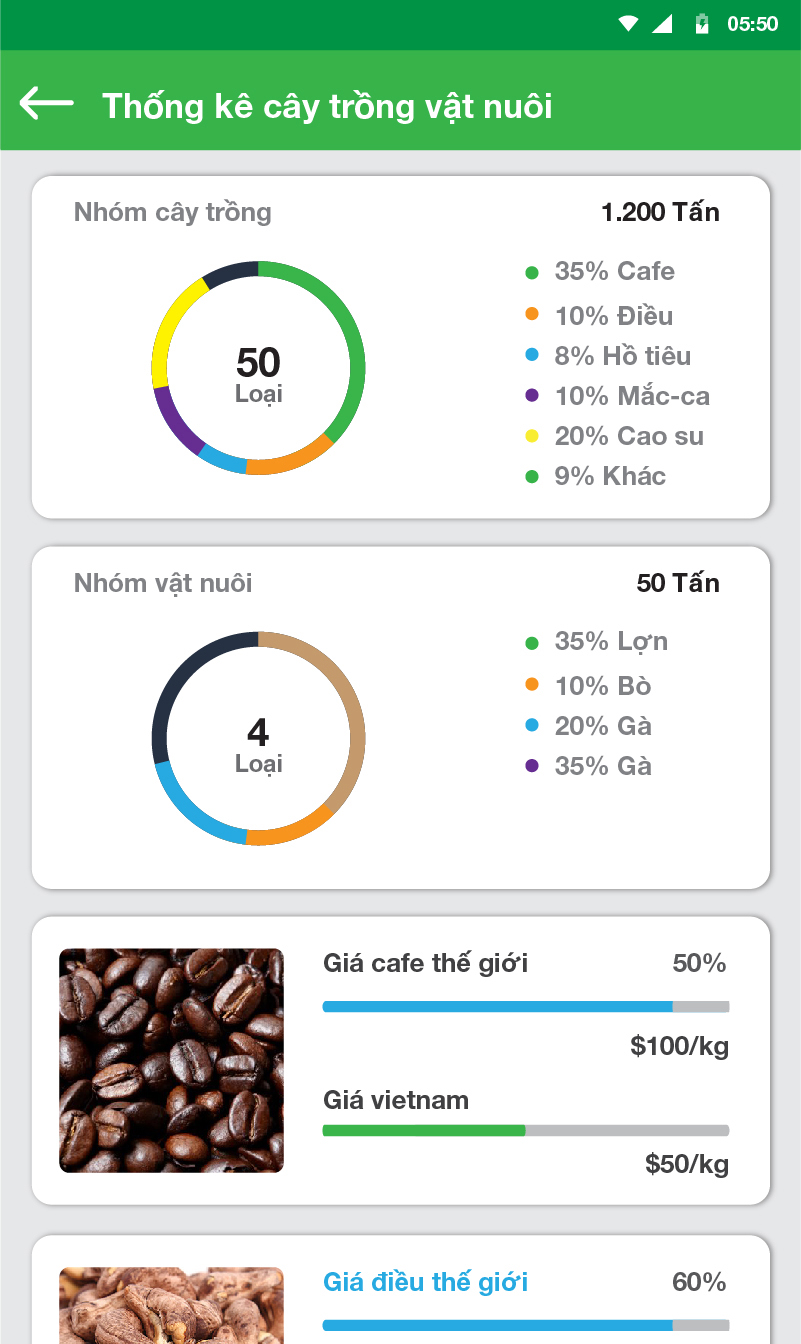 05:50
Thống kê cây trồng vật nuôi
Nhóm cây trồng 1.200 Tấn
50
Loại
35% Cafe
10% Điều
8% Hồ tiêu
10% Mắc-ca
20% Cao su
9% Khác
Nhóm vật nuôi 50 Tấn
4
Loại
35% Lợn
10% Bò
20% Gà
35% Gà
Giá cafe thế giới 50%
$100/kg
Giá vietnam
$50/kg
Giá điều thế giới 60%